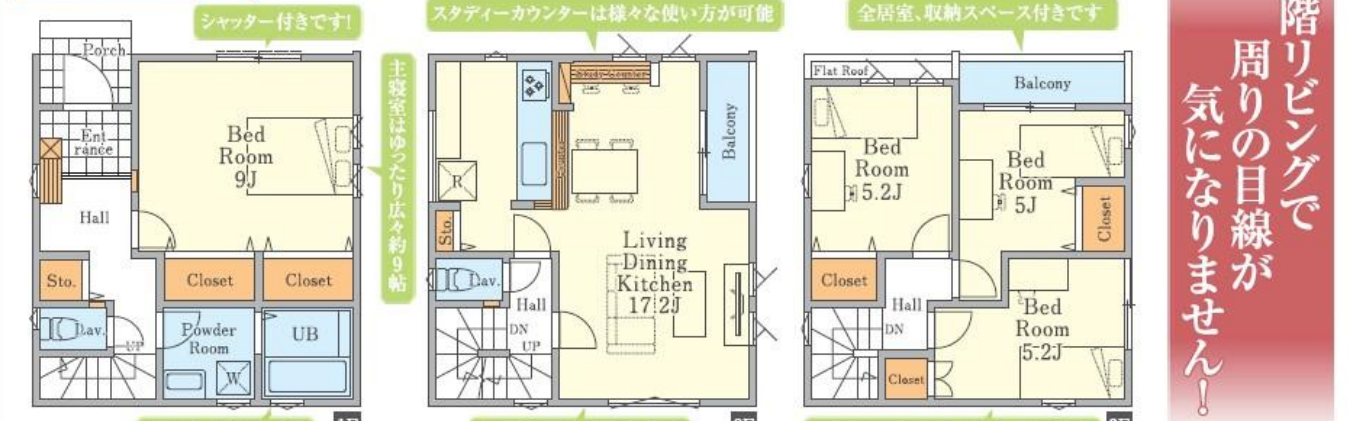 シャッター付きです!
スタディーカウンターは様々な使い方が可能
全居室、収納スペース付きです
階リビングで
周りの目線が
気になりません!
主寝室はゆったり広々約9帖
Porch
Ent
rance
Hall
Bed
Room
9J
Sto.
Closet
Closet
Lav.
UP
Powder
Room
W
UB
Study Counter
Counter
R
Sto.
Balcony
Living
Dining
Kitchen
17.2J
Lav.
Hall
DN
UP
Flat Roof
Balcony
Bed
Room
5.2J
Bed
Room
5J
Closet
Closet
Hall
DN
Bed
Room
5.2J
Closet